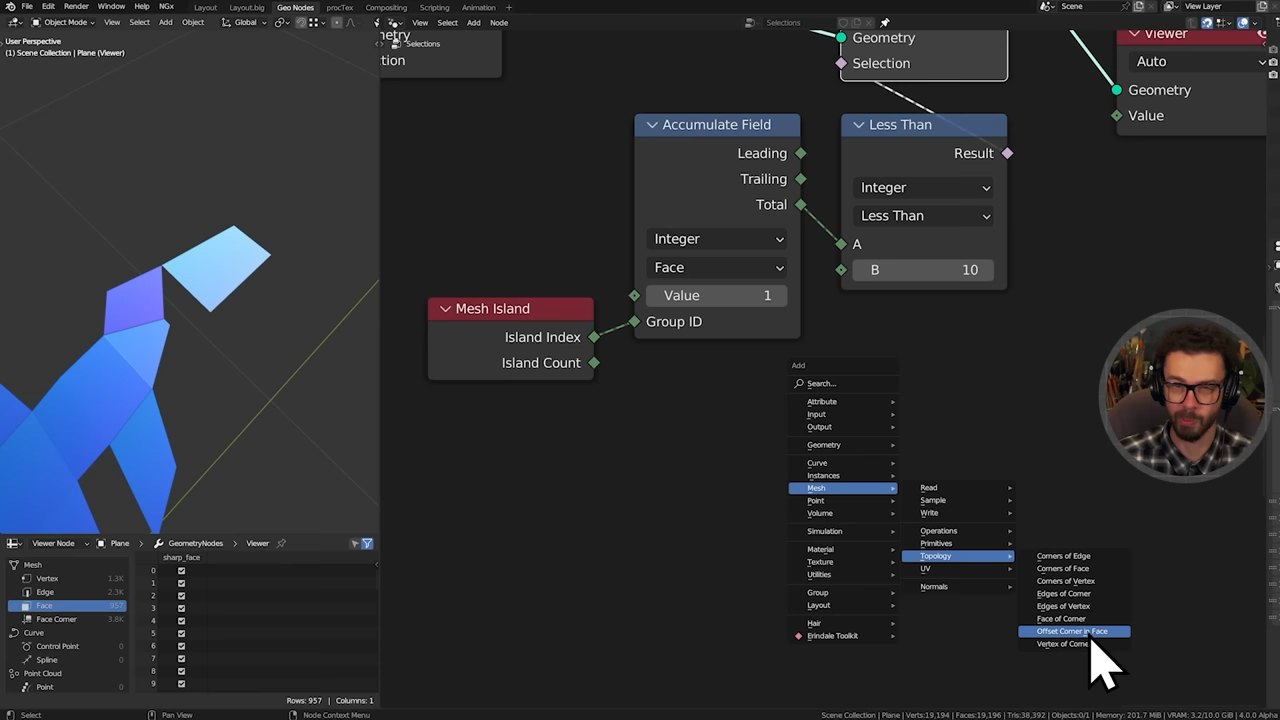 File Edit Render Window Help NGx
Layout Layout.big Geo Nodes procTex Compositing Scripting Animation +
Scene
View Layer
Object Mode View Select Add Object
Global
View Select Add Node
Selections
User Perspective
(1) Scene Collection | Plane (Viewer)
Selections
Geometry
Selection
Viewer
Auto
Geometry
Value
Accumulate Field
Leading
Trailing
Total
Integer
Face
Value 1
Group ID
Less Than
Result
Integer
Less Than
A
B 10
Mesh Island
Island Index
Island Count
Add
Search...
Attribute
Input
Output
Geometry
Curve
Instances
Mesh
Point
Volume
Simulation
Material
Texture
Utilities
Group
Layout
Hair
Erindale Toolkit
Read
Sample
Write
Operations
Primitives
Topology
UV
Normals
Corners of Edge
Corners of Face
Corners of Vertex
Edges of Corner
Edges of Vertex
Face of Corner
Offset Corner in Face
Vertex of
Viewer Node Plane GeometryNodes Viewer
Mesh
Vertex 1.3K
Edge 2.3K
Face 957
Face Corner 3.8K
Curve
Control Point 0
Spline 0
Point Cloud
Point 0
sharp_face
0
1
2
3
4
5
6
7
8
9
Rows: 957 | Columns: 1
Select Pan View Node Context Menu
Scene Collection | Plane (Viewer) | Verts:19,194 | Faces:19,196 | Tris:38,392 | Objects:0/1 | Memory: 201.7 MiB | VRAM: 3.2/10.0 GiB | 4.0.0 Alpha